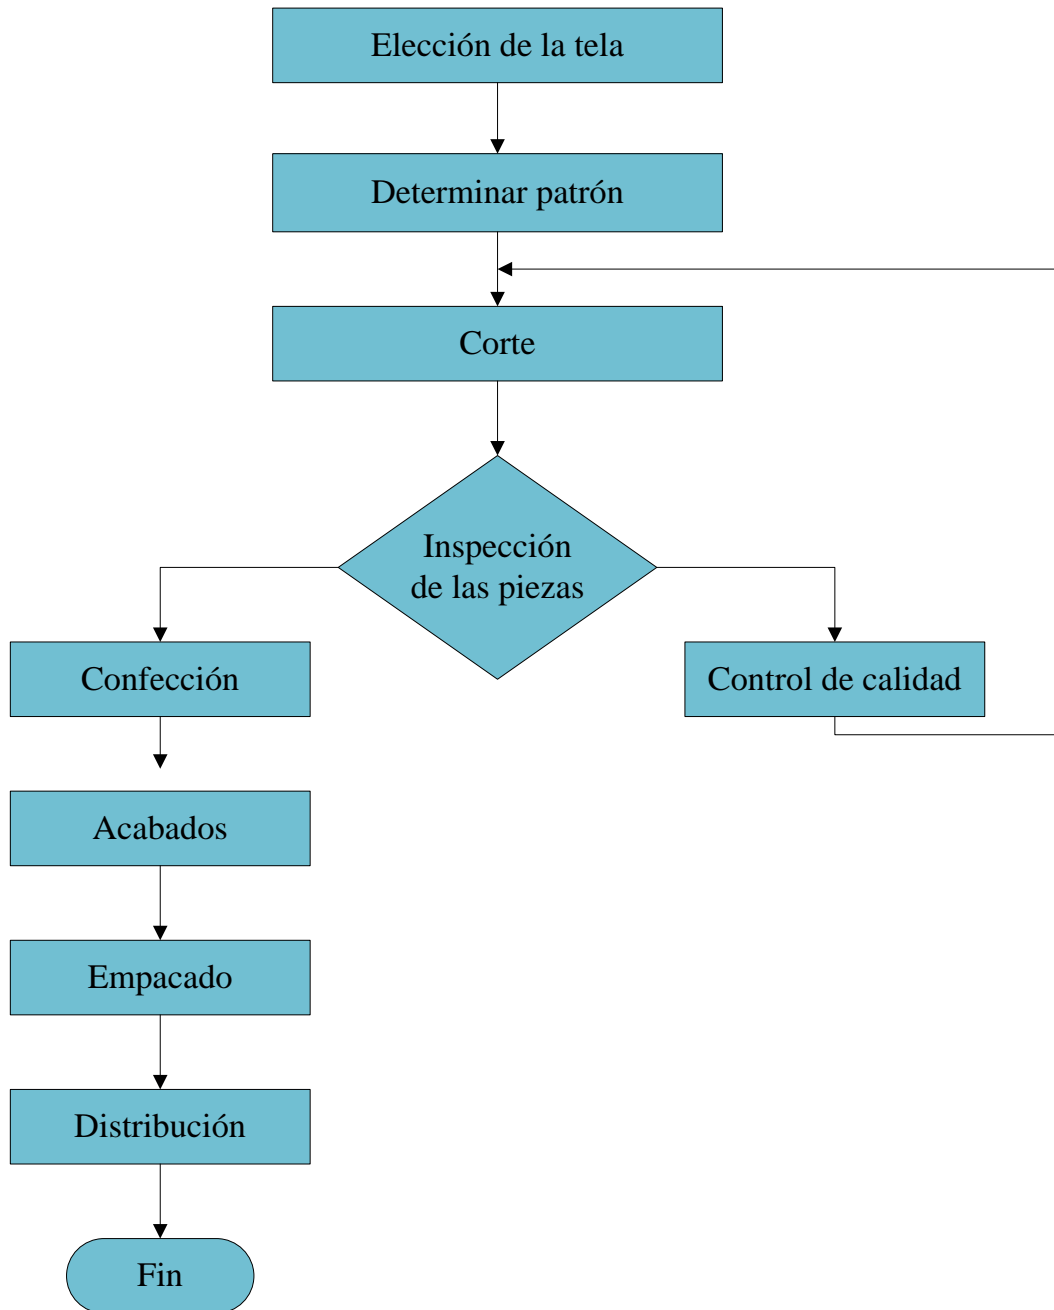 Elección de la tela
Determinar patrón
Corte
Inspección
de las piezas
Confección
Control de calidad
Acabados
Empacado
Distribución
Fin